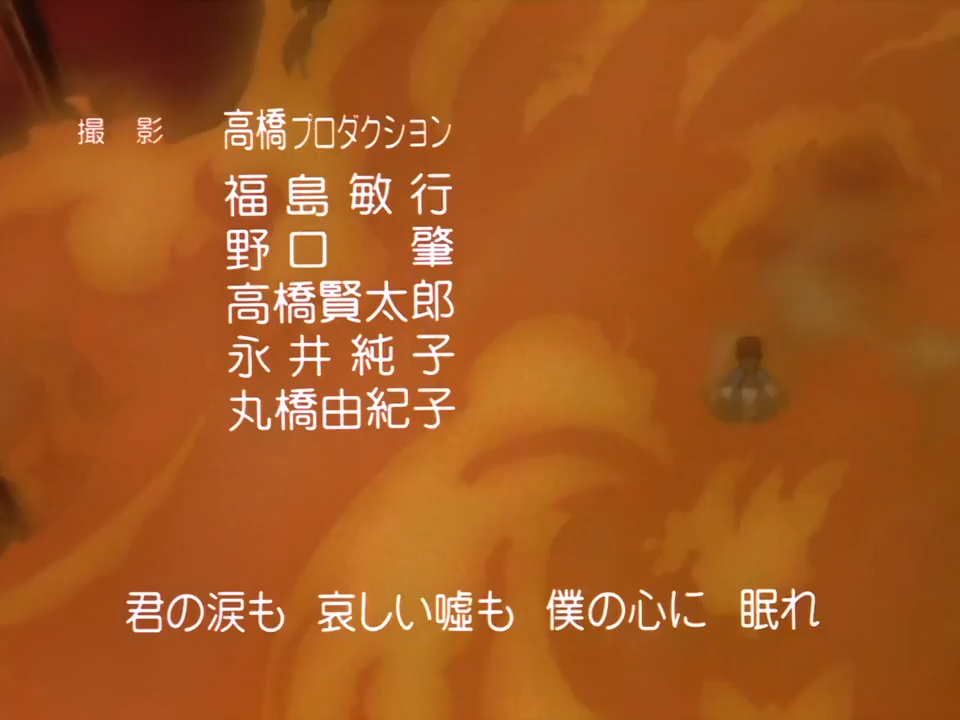 撮 影 高橋プロダクション
福島敏行
野口 肇
高橋賢太郎
永井純子
丸橋由紀子
君の涙も 哀しい嘘も 僕の心に 眠れ